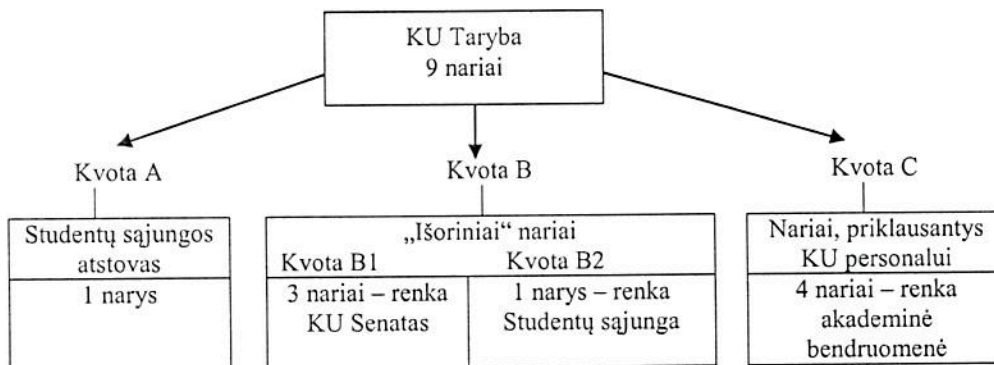 KU Taryba
9 nariai
Kvota A
Kvota B
Kvota C
Studentų sąjungos
atstovas
1 narys
„Išoriniai“ nariai
Kvota B1
Kvota B2
3 nariai – renka
KU Senatas
1 narys – renka
Studentų sąjunga
Nariai, priklausantys
KU personalui
4 nariai – renka
akademinė
bendruomenė